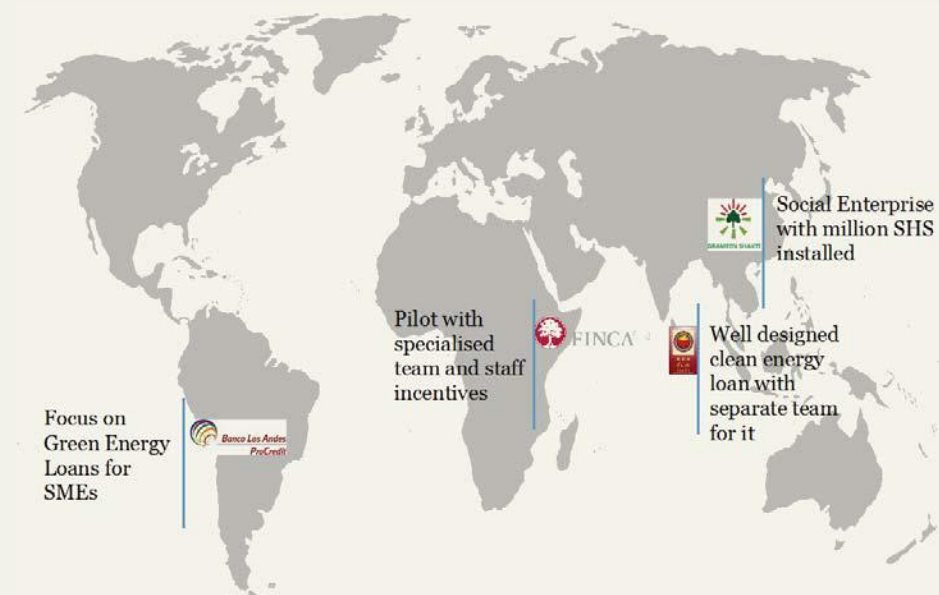 Social Enterprise
with million SHS
installed
GRAMEEN SHAKTI
Pilot with
specialised
team and staff
incentives
FINCA
Well designed
clean energy
loan with
separate team
for it
Focus on
Green Energy
Loans for
SMEs
Banco Los Andes
ProCredit